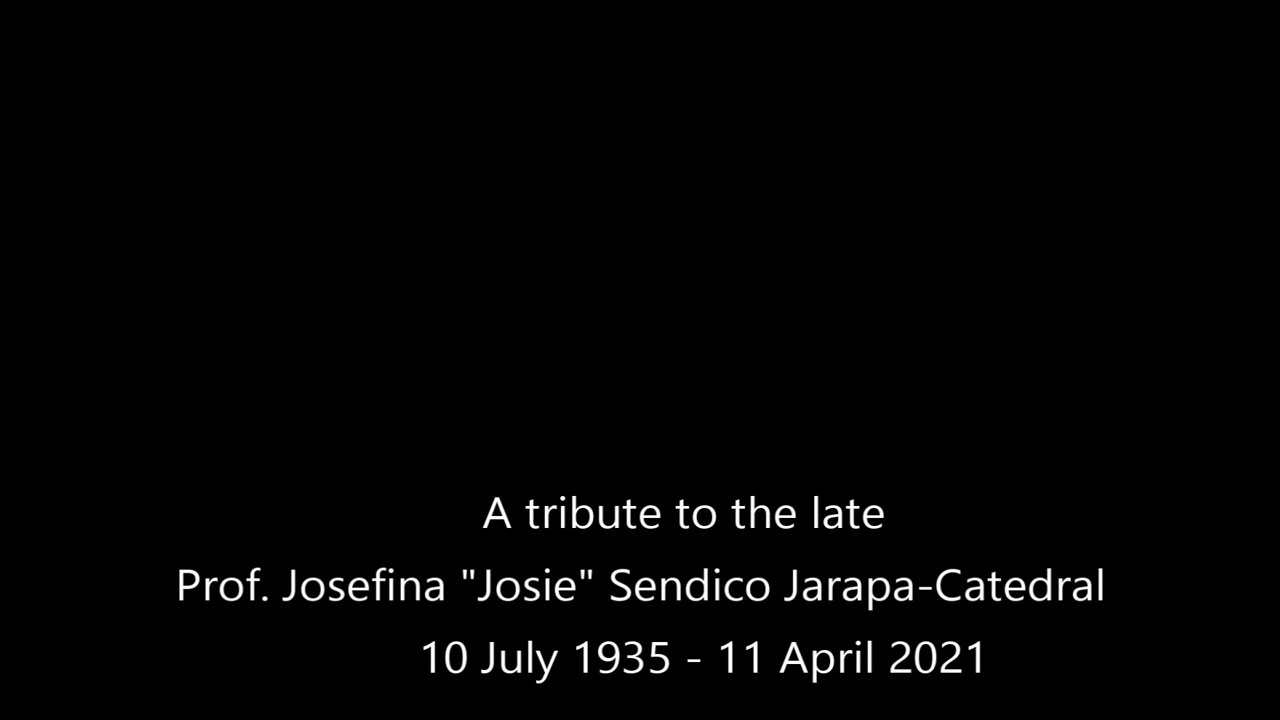 A tribute to the late
Prof. Josefina "Josie" Sendico Jarapa-Catedral
10 July 1935 - 11 April 2021